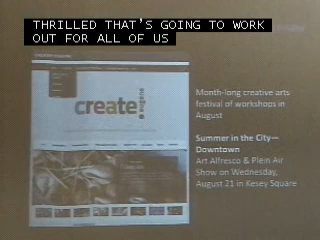 THRILLED THAT'S GOING TO WORK
OUT FOR ALL OF US
create!
eugene
Month-long creative arts
festival of workshops in
August
Summer in the City—
Downtown
Art Alfresco & Plein Air
Show on Wednesday,
August 21 in Kesey Square